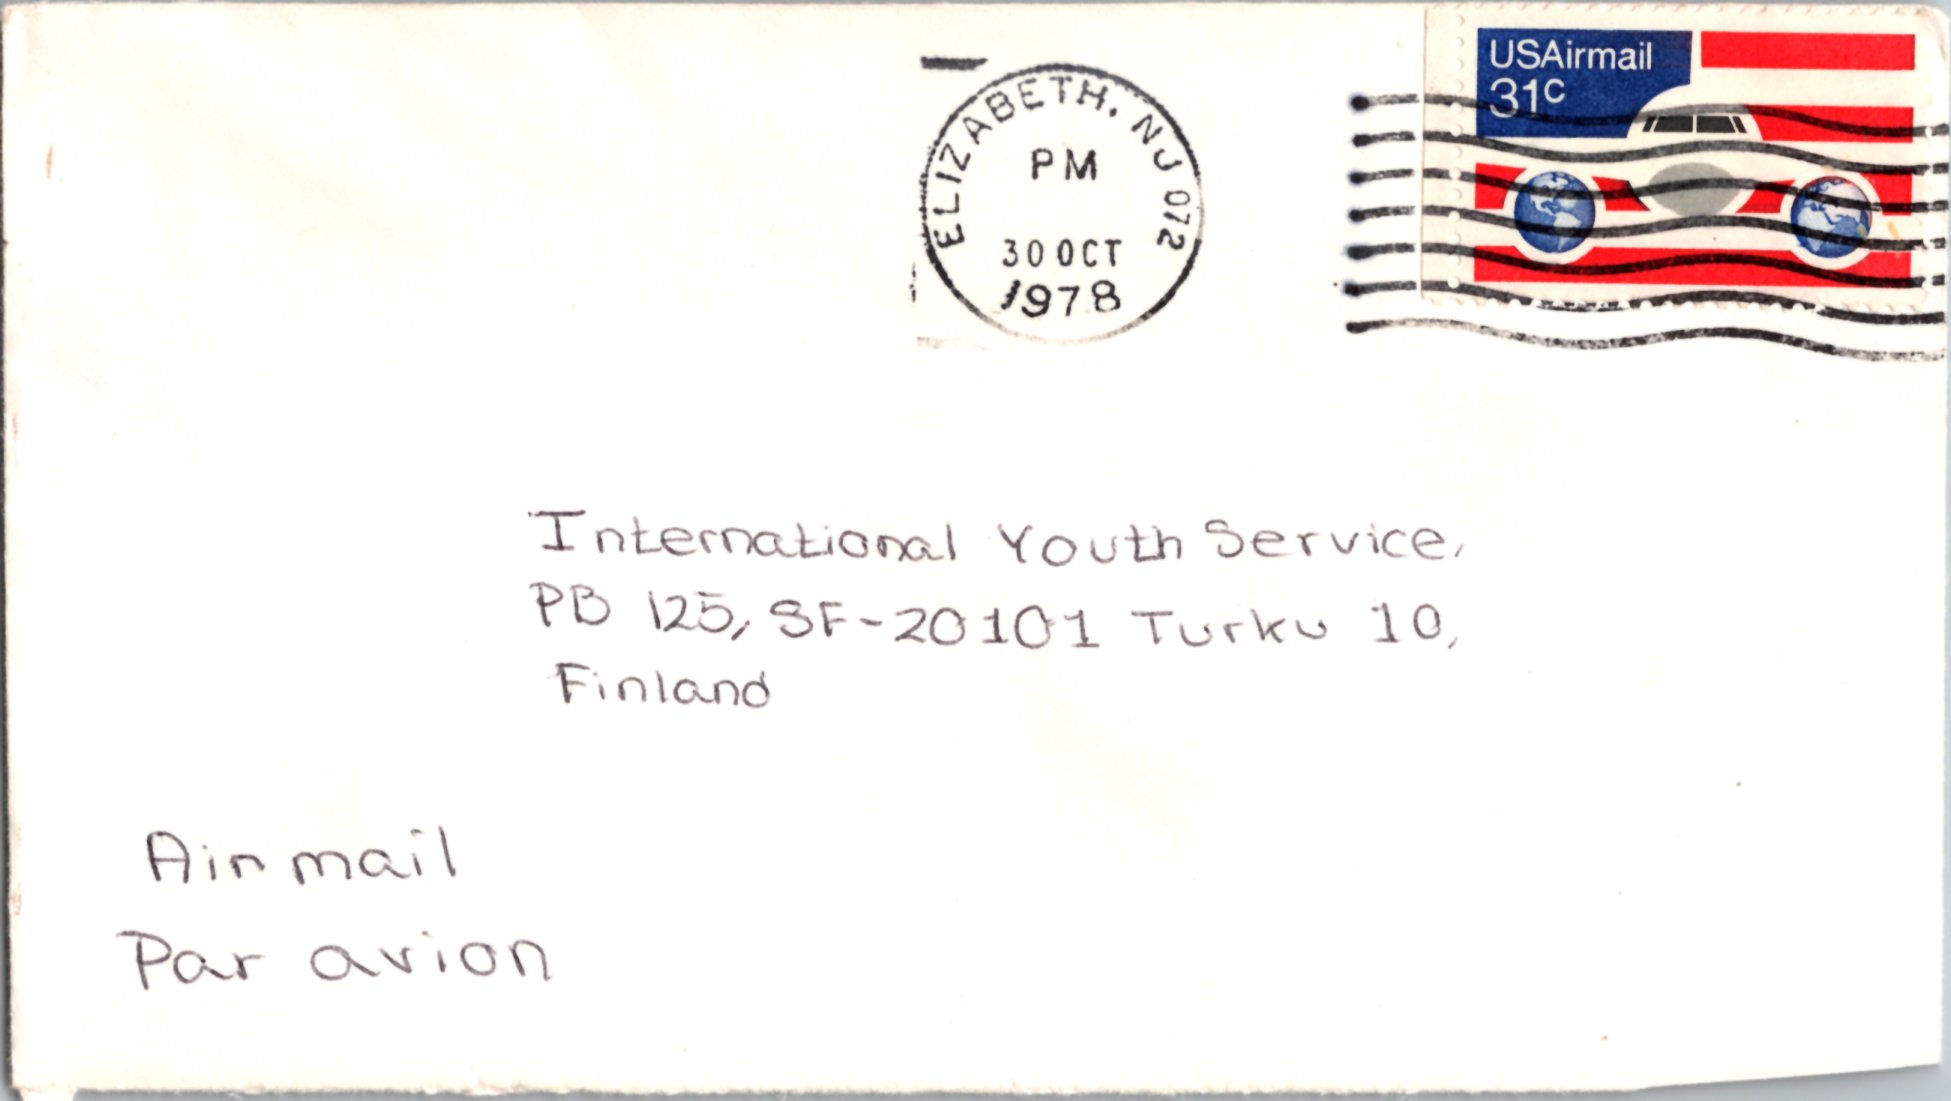 USAirmail
31c
ELIZABETH, NJ 072
PM
30 OCT
1978
International Youth Service,
PB 125, SF-20101 Turku 10,
Finland
Airmail
Par avion